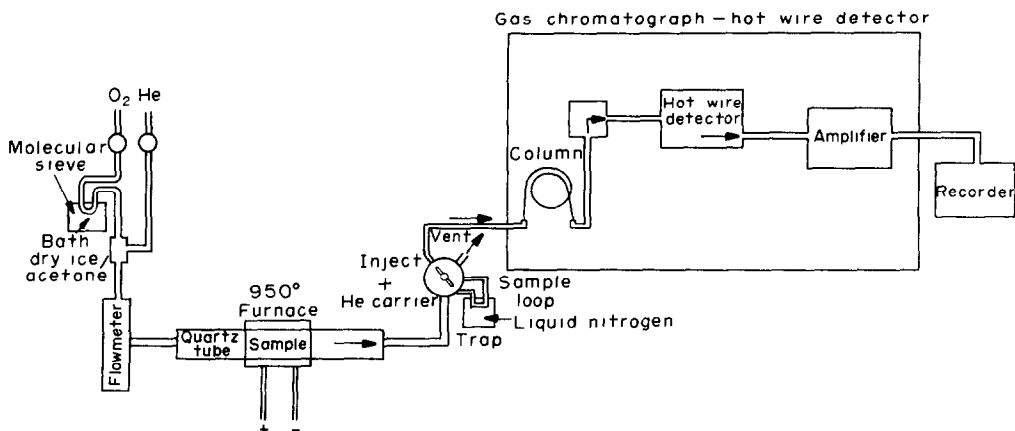 Gas chromatograph – hot wire detector
O2 He
Molecular
sieve
Bath
dry ice
acetone
Flowmeter
Quartz
tube
950°
Furnace
Sample
+ –
Inject
+
He carrier
Vent
Sample
loop
Liquid nitrogen
Trap
Column
Hot wire
detector
Amplifier
Recorder